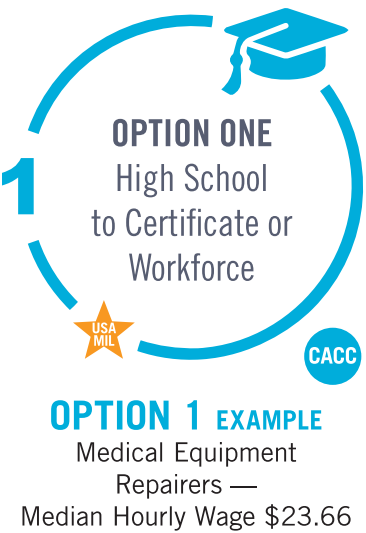 1
OPTION ONE
High School
to Certificate or
Workforce
USA
MIL
CACC
OPTION 1 EXAMPLE
Medical Equipment
Repairers —
Median Hourly Wage $23.66